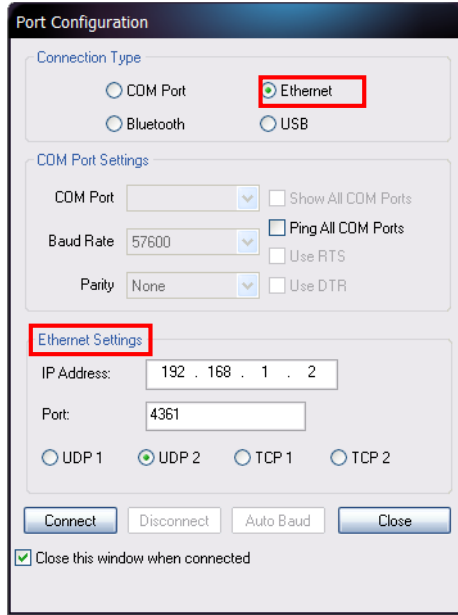 Port Configuration
Connection Type
COM Port Ethernet
Bluetooth USB
COM Port Settings
COM Port Show All COM Ports
Ping All COM Ports
Baud Rate 57600
Use RTS
Parity None Use DTR
Ethernet Settings
IP Address: 192 . 168 . 1 . 2
Port: 4361
UDP 1 UDP 2 TCP 1 TCP 2
Connect Disconnect Auto Baud Close
Close this window when connected